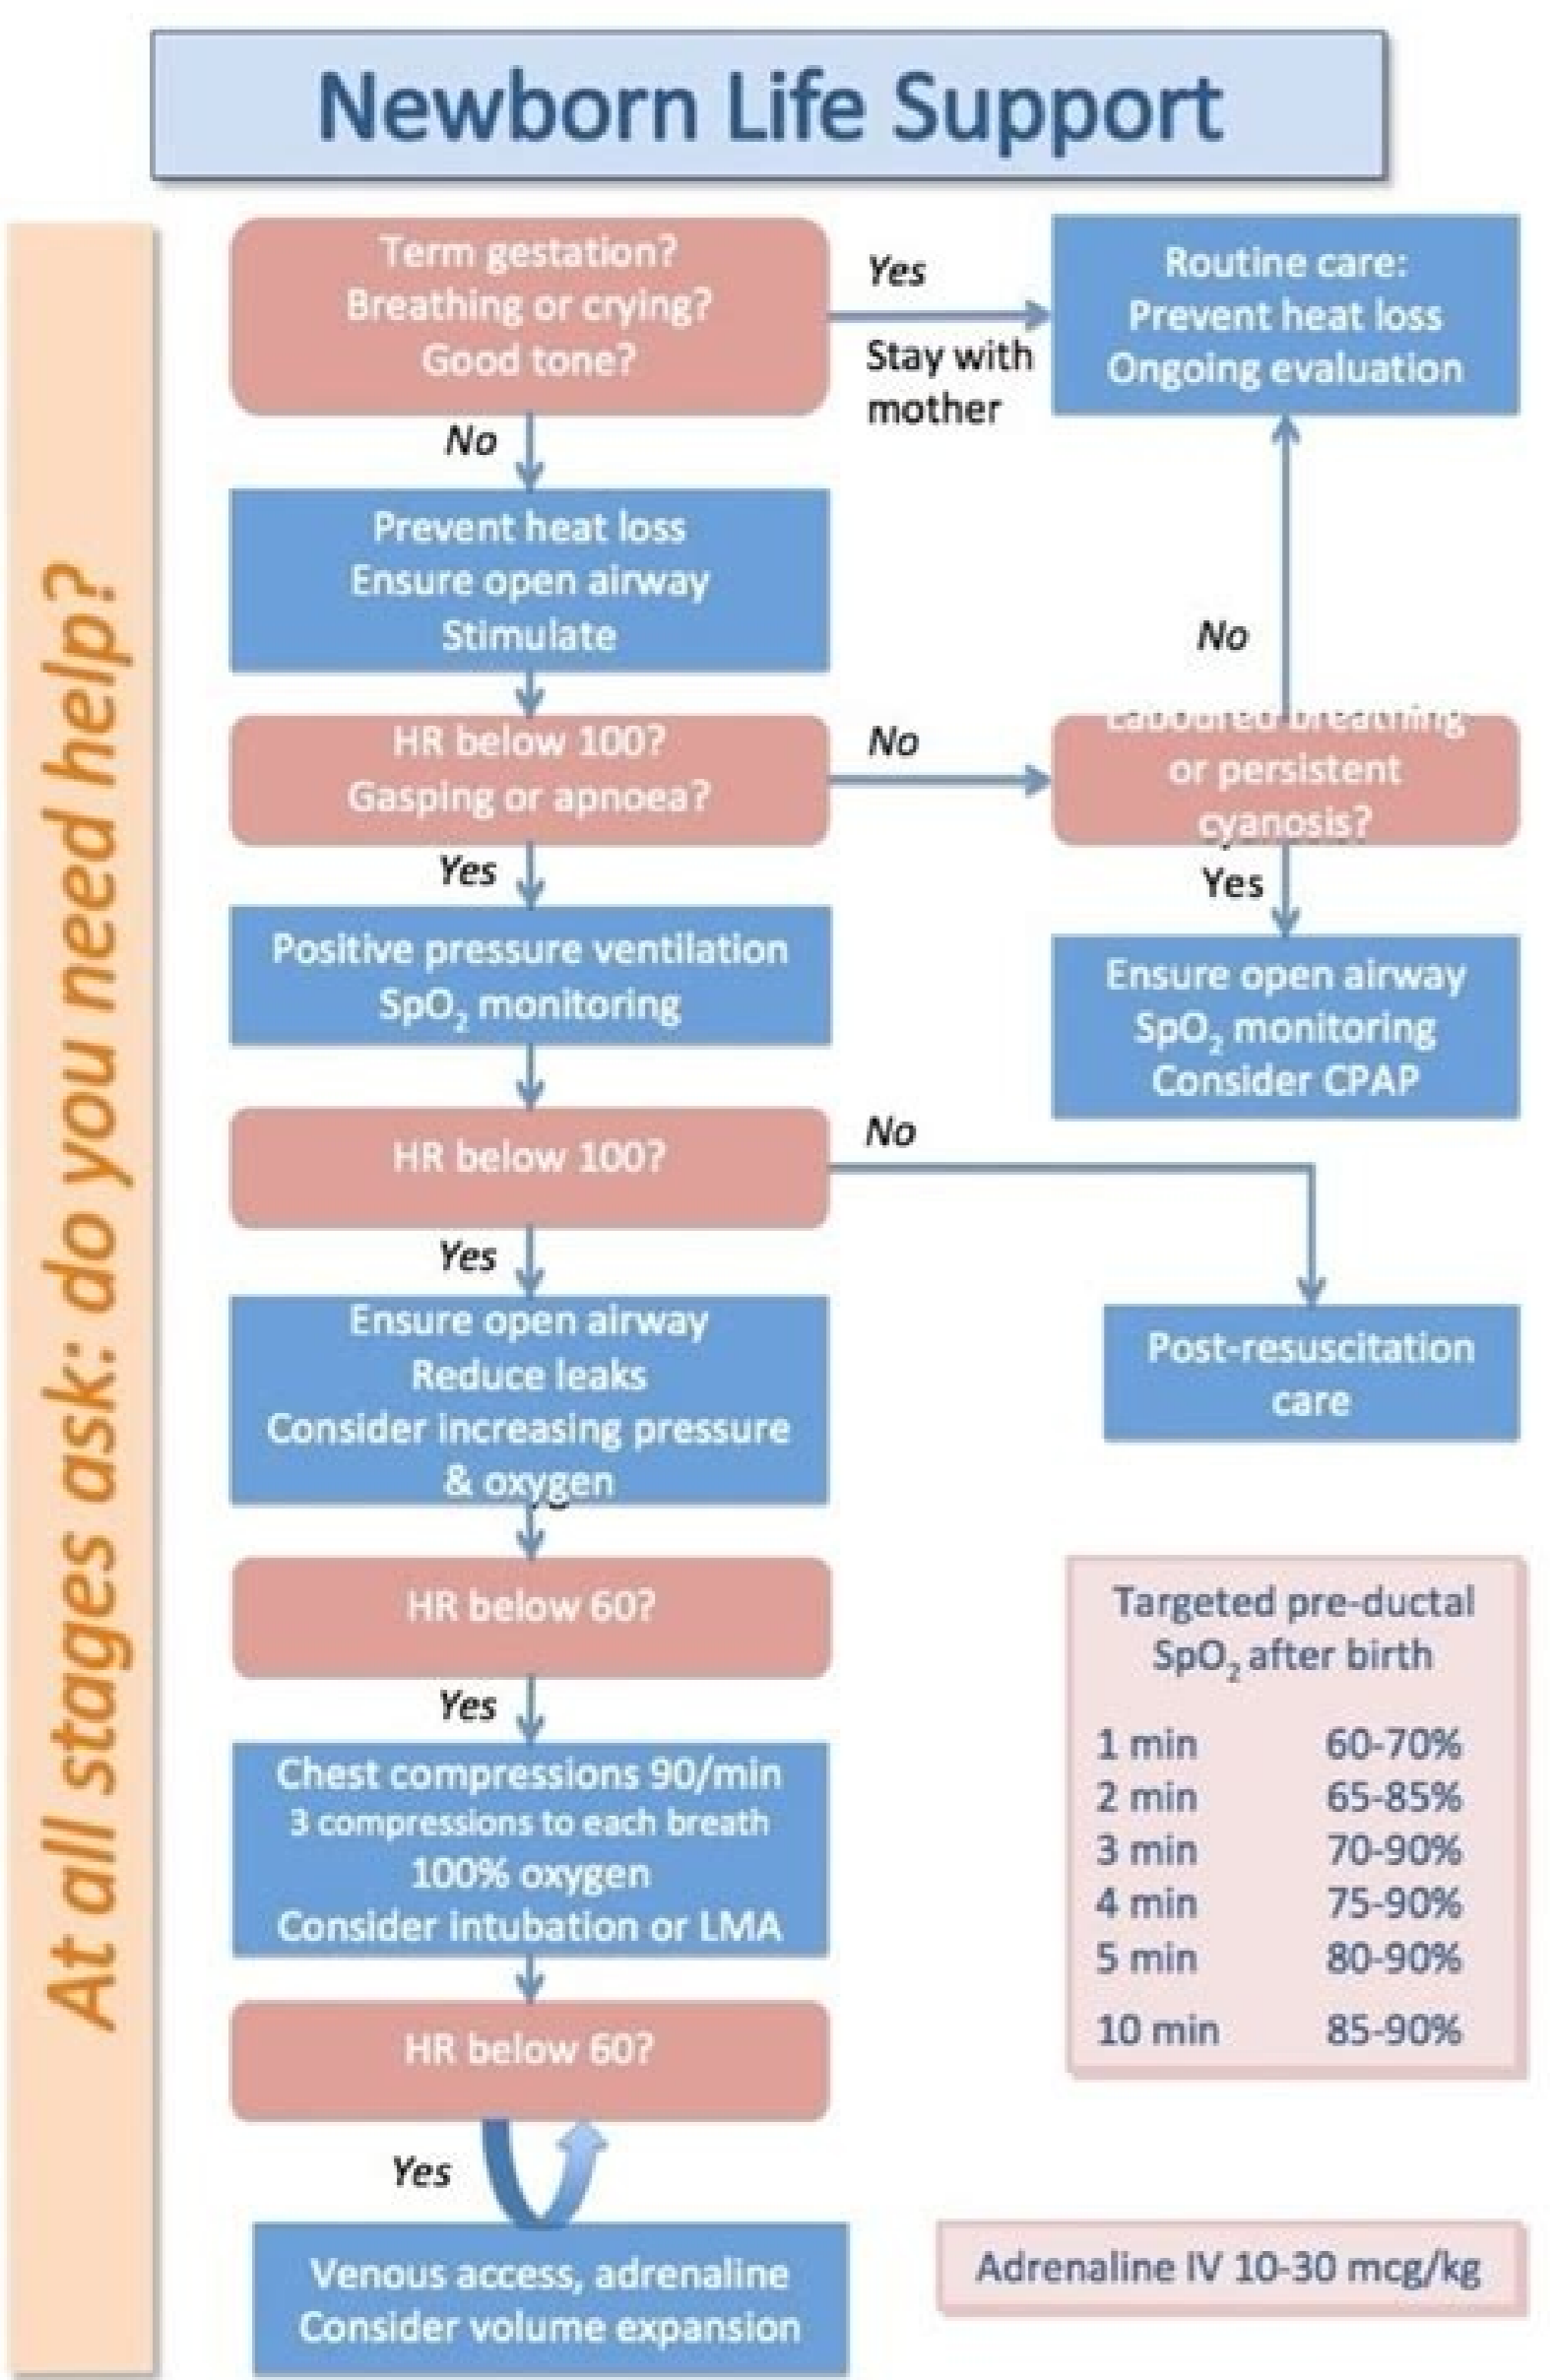 Newborn Life Support
At all stages ask: do you need help?
Term gestation?
Breathing or crying?
Good tone?
Yes
Stay with
mother
Routine care:
Prevent heat loss
Ongoing evaluation
No
Prevent heat loss
Ensure open airway
Stimulate
No
HR below 100?
Gasping or apnoea?
No
Laboured breathing
or persistent
cyanosis?
Yes
Yes
Positive pressure ventilation
SpO₂ monitoring
Ensure open airway
SpO₂ monitoring
Consider CPAP
HR below 100?
No
Yes
Ensure open airway
Reduce leaks
Consider increasing pressure
& oxygen
Post-resuscitation
care
HR below 60?
Yes
Chest compressions 90/min
3 compressions to each breath
100% oxygen
Consider intubation or LMA
Targeted pre-ductal
SpO₂ after birth
1 min 60-70%
2 min 65-85%
3 min 70-90%
4 min 75-90%
5 min 80-90%
10 min 85-90%
HR below 60?
Yes
Venous access, adrenaline
Consider volume expansion
Adrenaline IV 10-30 mcg/kg